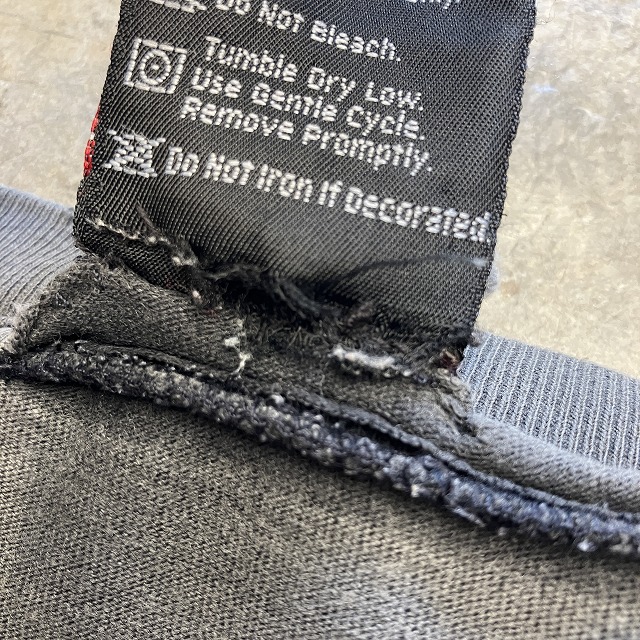 Do Not Bleach.
Tumble Dry Low.
Use Gentle Cycle.
Remove Promptly.
Do Not Iron If Decorated